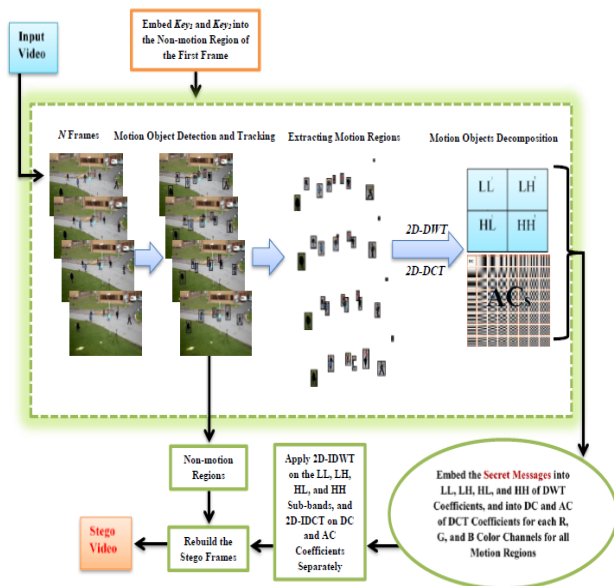 Input
Video
Embed Key1 and Key2 into
the Non-motion Region of
the First Frame
N Frames
Motion Object Detection and Tracking
Extracting Motion Regions
Motion Objects Decomposition
2D-DWT
2D-DCT
LL
LH
HL
HH
ACs
Non-motion
Regions
Apply 2D-IDWT
on the LL, LH,
HL, and HH
Sub-bands, and
2D-IDCT on DC
and AC
Coefficients
Separately
Embed the Secret Messages into
LL, LH, HL, and HH of DWT
Coefficients, and into DC and AC
of DCT Coefficients for each R,
G, and B Color Channels for all
Motion Regions
Stego
Video
Rebuild the
Stego Frames